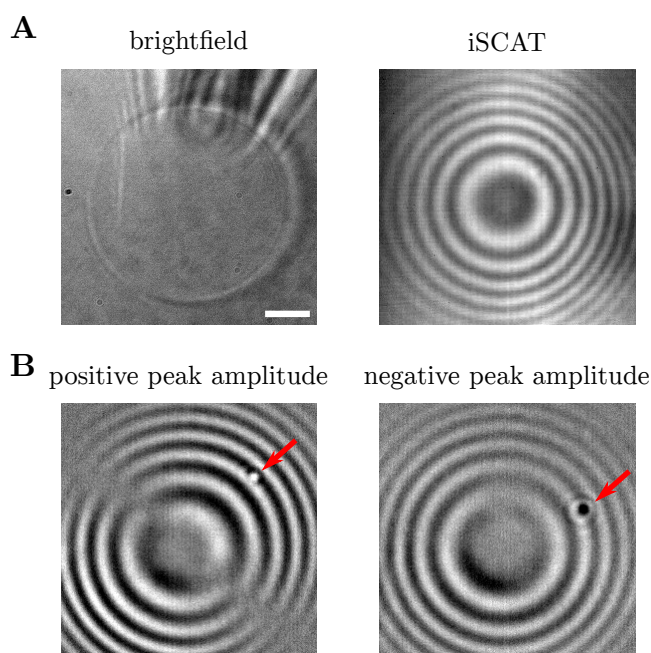 A
brightfield
iSCAT
B
positive peak amplitude
negative peak amplitude